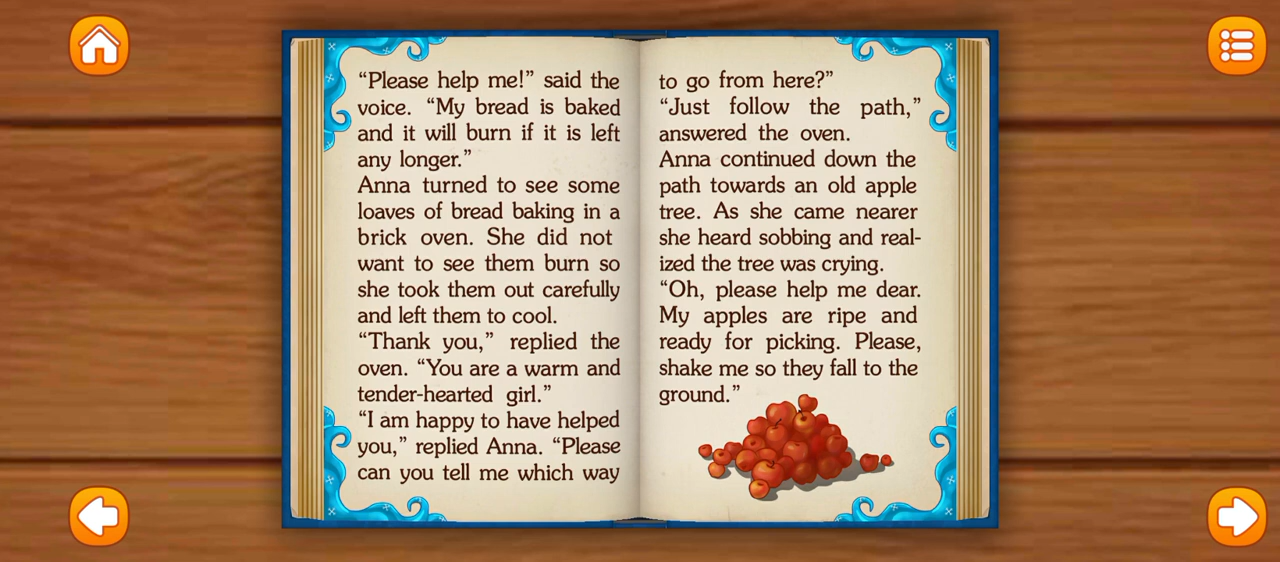 “Please help me!” said the
voice. “My bread is baked
and it will burn if it is left
any longer.”
Anna turned to see some
loaves of bread baking in a
brick oven. She did not
want to see them burn so
she took them out carefully
and left them to cool.
“Thank you,” replied the
oven. “You are a warm and
tender-hearted girl.”
“I am happy to have helped
you,” replied Anna. “Please
can you tell me which way
to go from here?”
“Just follow the path,”
answered the oven.
Anna continued down the
path towards an old apple
tree. As she came nearer
she heard sobbing and real-
ized the tree was crying.
“Oh, please help me dear.
My apples are ripe and
ready for picking. Please,
shake me so they fall to the
ground.”